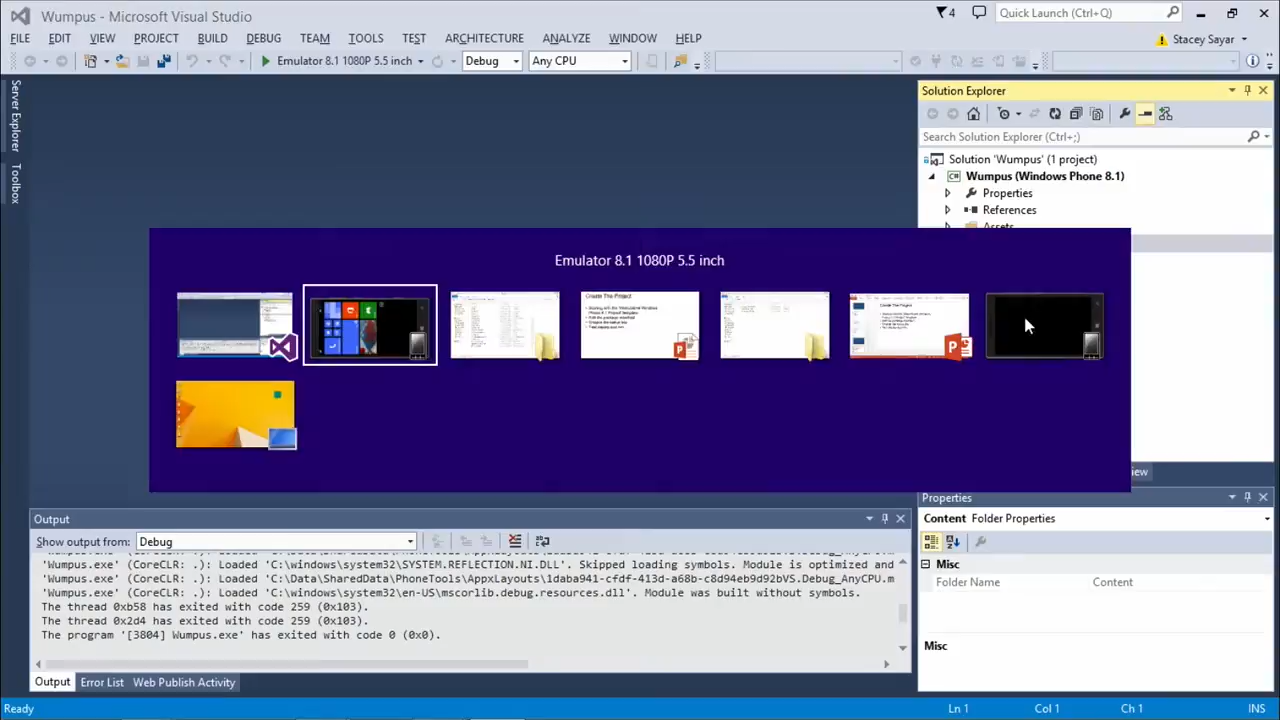 Wumpus - Microsoft Visual Studio
4
Quick Launch (Ctrl+Q)
FILE EDIT VIEW PROJECT BUILD DEBUG TEAM TOOLS TEST ARCHITECTURE ANALYZE WINDOW HELP
Stacey Sayar
Emulator 8.1 1080P 5.5 inch Debug Any CPU
Server Explorer
Toolbox
Solution Explorer
Search Solution Explorer (Ctrl+;)
Solution 'Wumpus' (1 project)
Wumpus (Windows Phone 8.1)
Properties
References
Assets
Emulator 8.1 1080P 5.5 inch
Create The Project
Output
Show output from: Debug
'Wumpus.exe' (CoreCLR: .): Loaded 'C:\windows\system32\SYSTEM.REFLECTION.NI.DLL'. Skipped loading symbols. Module is optimized and
'Wumpus.exe' (CoreCLR: .): Loaded 'C:\Data\SharedData\PhoneTools\AppxLayouts\1daba941-cfdf-413d-a68b-c8d94eb9d92bVS.Debug_AnyCPU.m
'Wumpus.exe' (CoreCLR: .): Loaded 'C:\windows\system32\en-US\mscorlib.debug.resources.dll'. Module was built without symbols.
The thread 0xb58 has exited with code 259 (0x103).
The thread 0x2d4 has exited with code 259 (0x103).
The program '[3804] Wumpus.exe' has exited with code 0 (0x0).
Output Error List Web Publish Activity
Properties
Content Folder Properties
Misc
Folder Name Content
Misc
Ready Ln 1 Col 1 Ch 1 INS